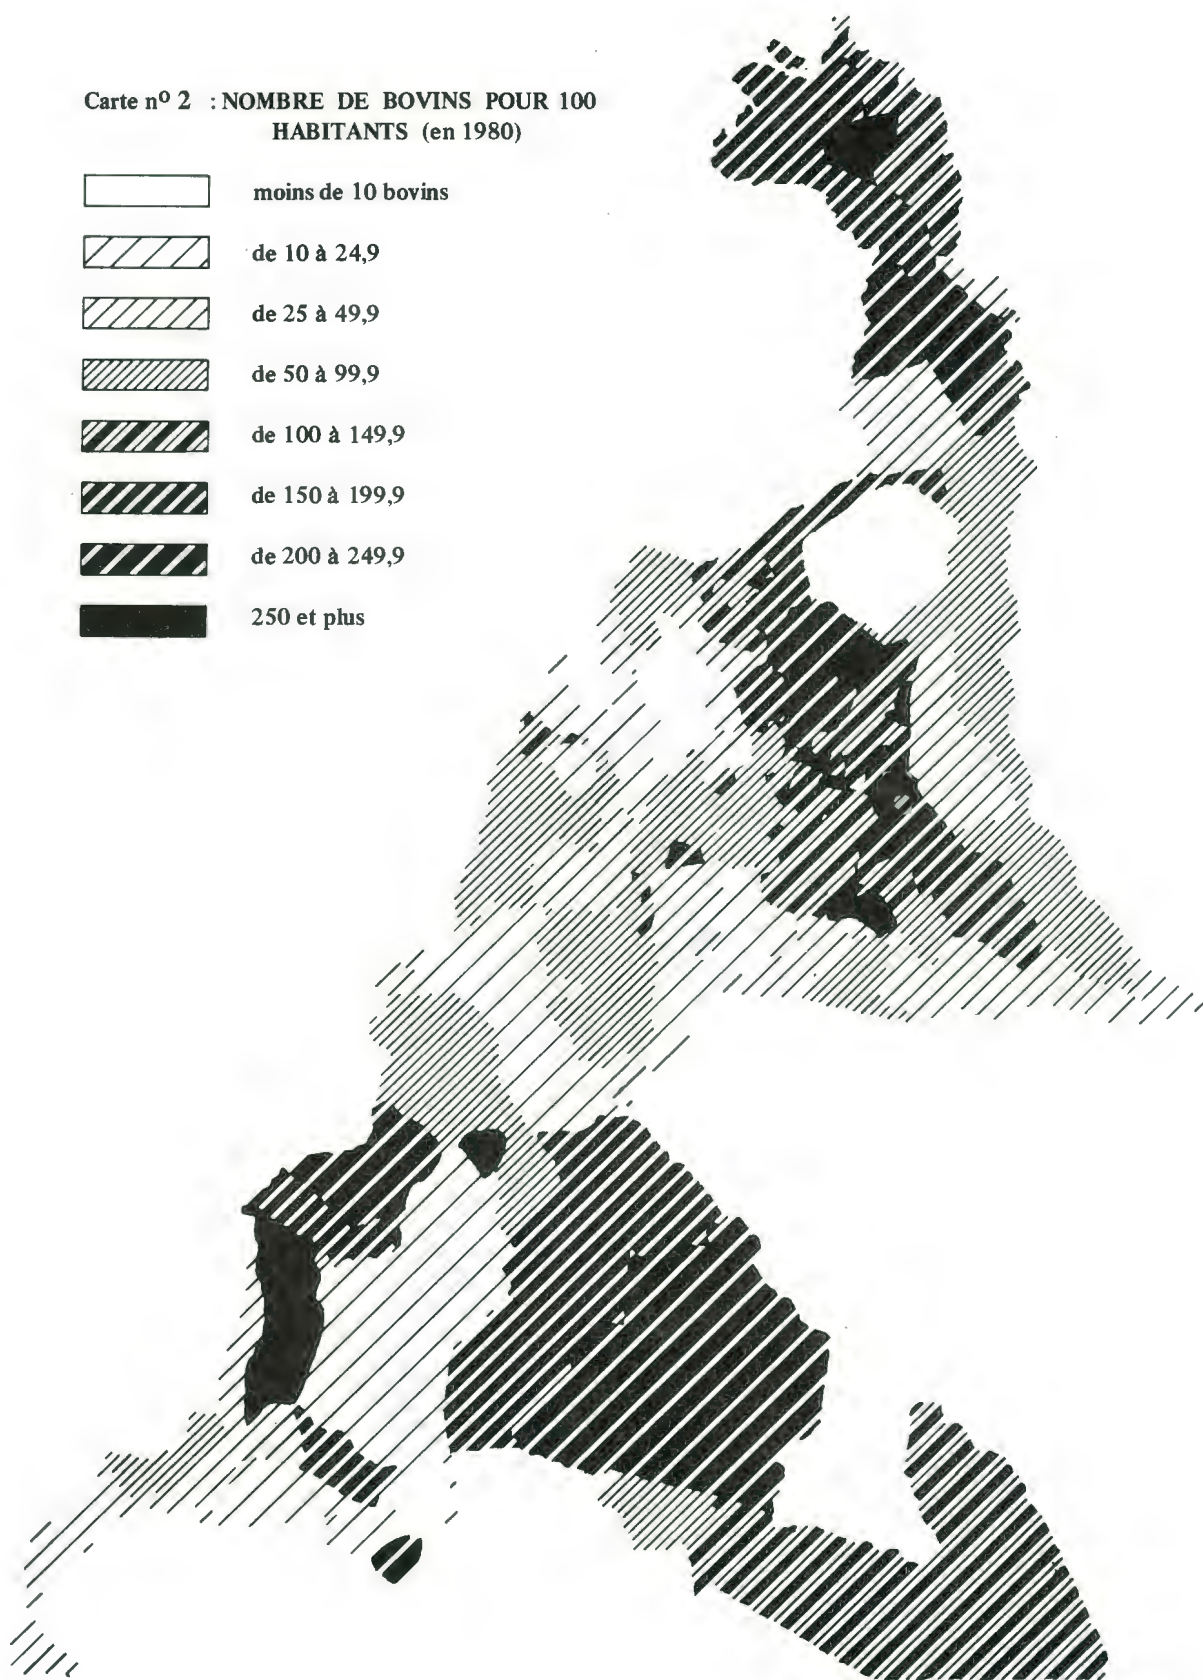 Carte nº 2 : NOMBRE DE BOVINS POUR 100
HABITANTS (en 1980)
moins de 10 bovins
de 10 à 24,9
de 25 à 49,9
de 50 à 99,9
de 100 à 149,9
de 150 à 199,9
de 200 à 249,9
250 et plus